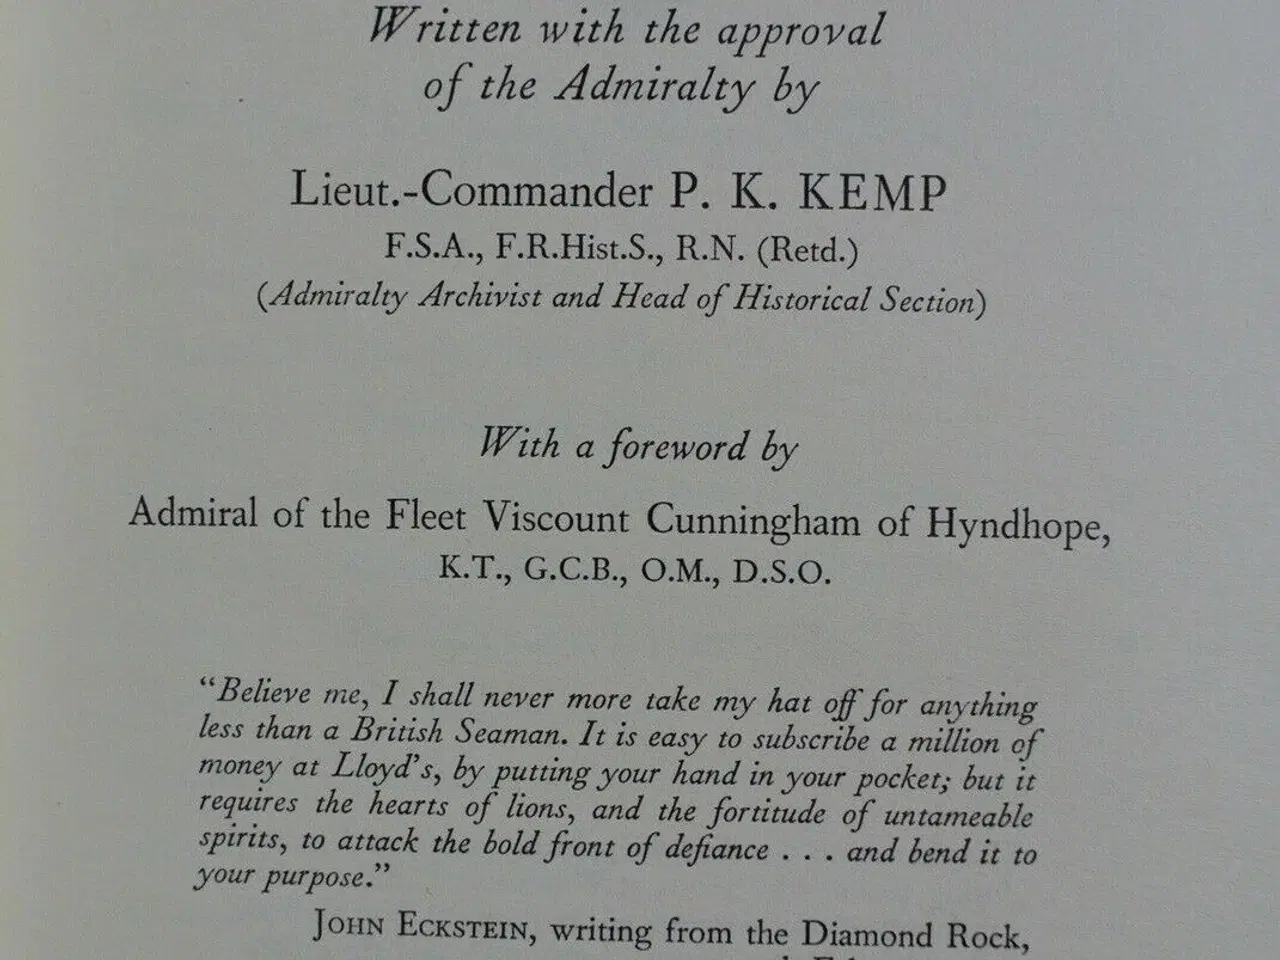 Written with the approval
of the Admiralty by
Lieut.-Commander P. K. KEMP
F.S.A., F.R.Hist.S., R.N. (Retd.)
(Admiralty Archivist and Head of Historical Section)
With a foreword by
Admiral of the Fleet Viscount Cunningham of Hyndhope,
K.T., G.C.B., O.M., D.S.O.
"Believe me, I shall never more take my hat off for anything
less than a British Seaman. It is easy to subscribe a million of
money at Lloyd's, by putting your hand in your pocket; but it
requires the hearts of lions, and the fortitude of untameable
spirits, to attack the bold front of defiance . . . and bend it to
your purpose."
JOHN ECKSTEIN, writing from the Diamond Rock,